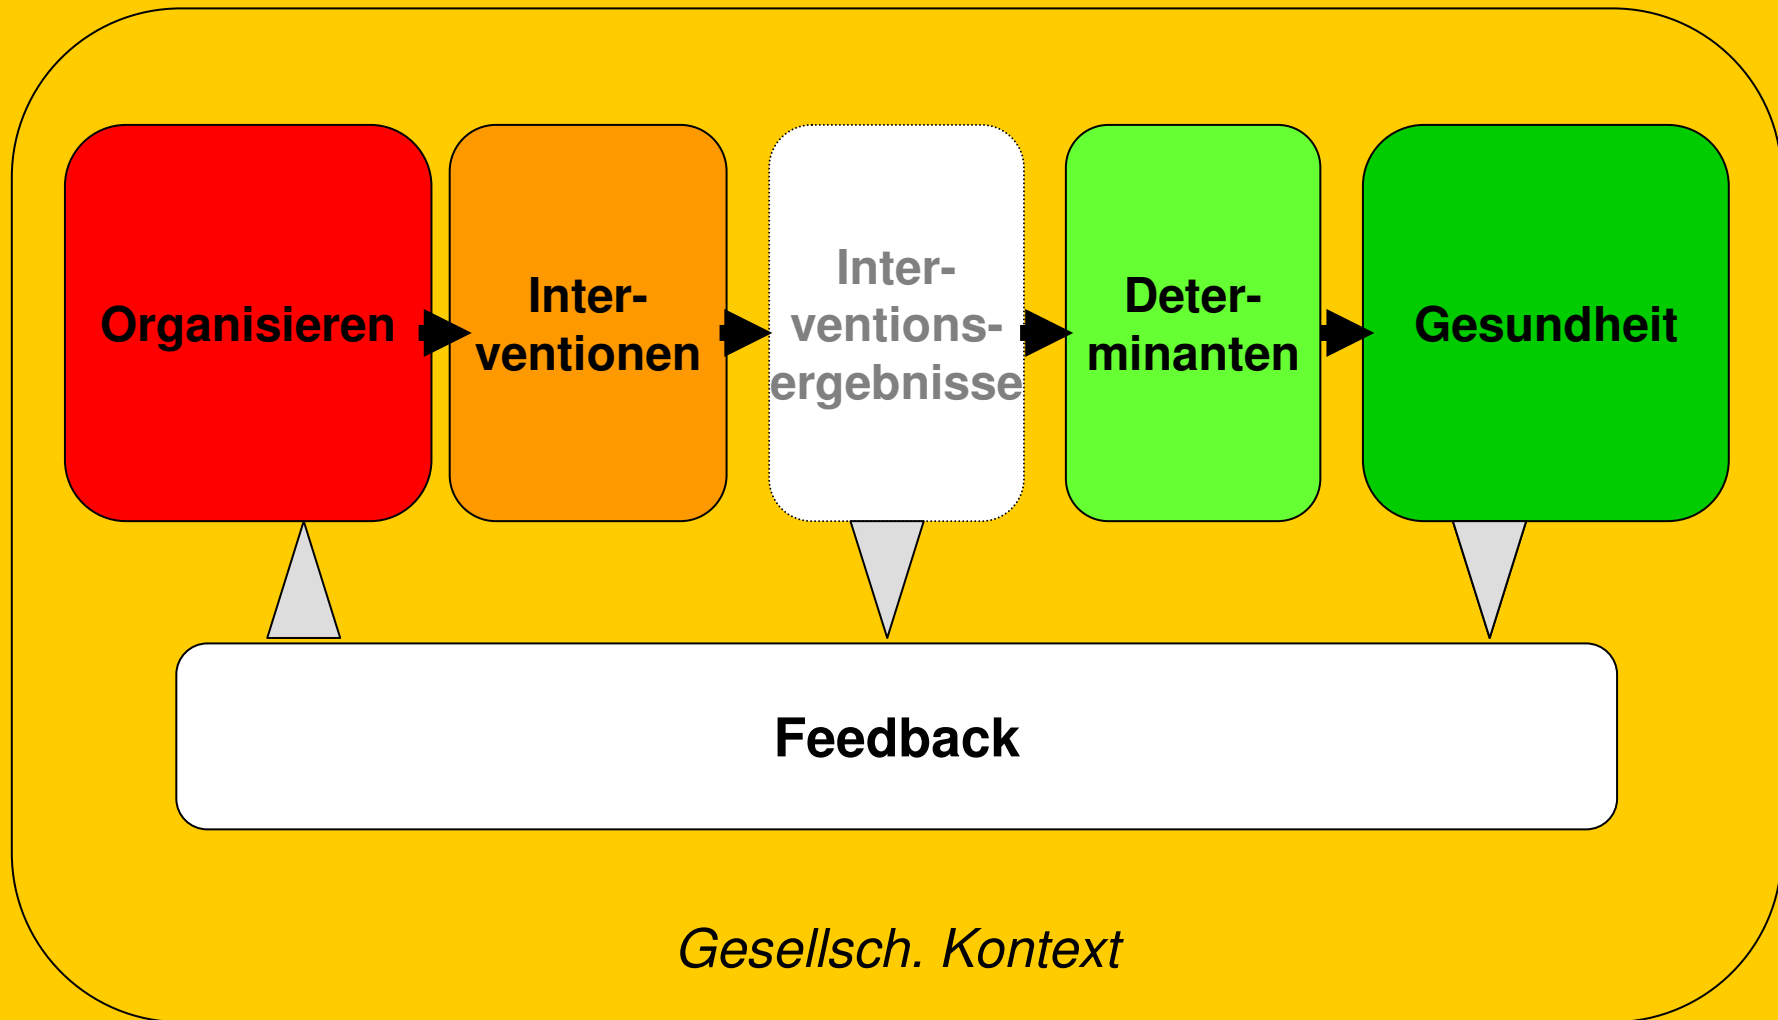 Organisieren
Inter-
ventionen
Inter-
ventions-
ergebnisse
Deter-
minanten
Gesundheit
Feedback
Gesellsch. Kontext